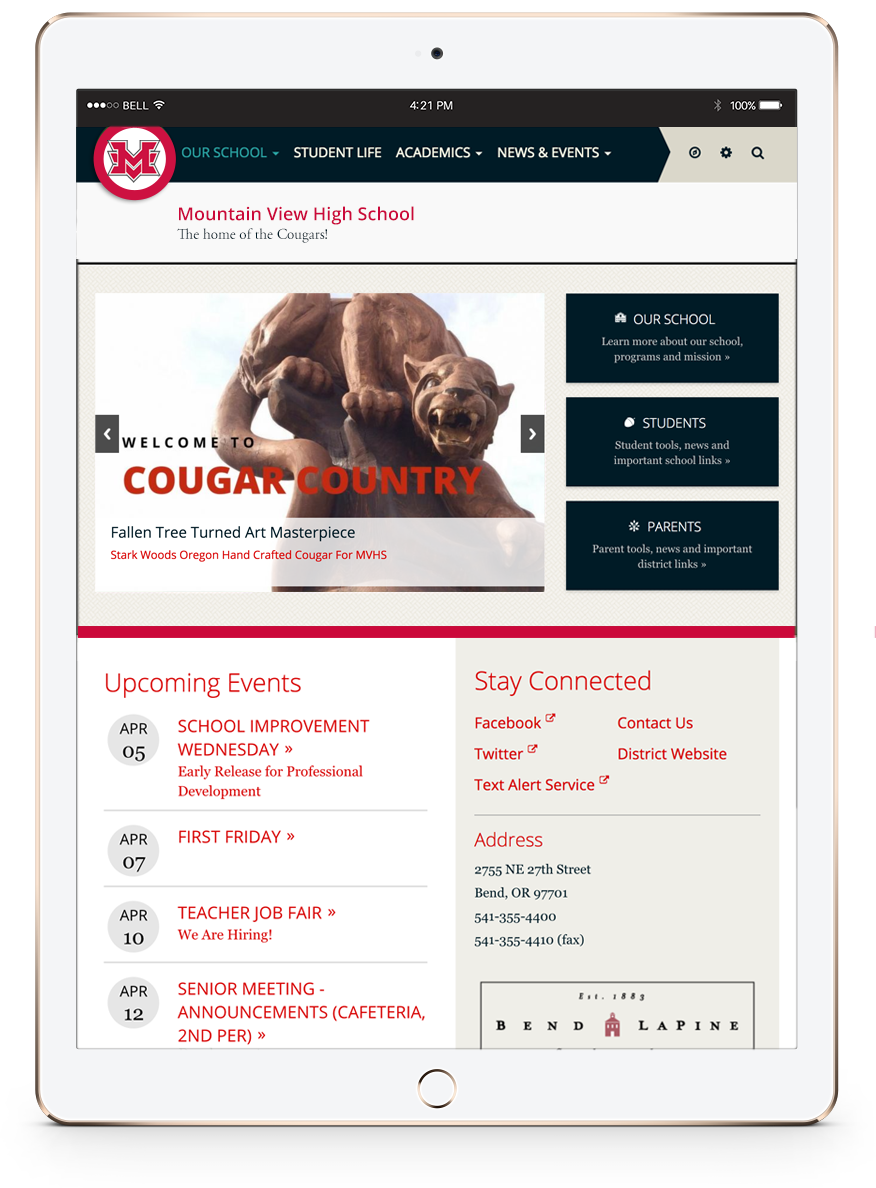 BELL
4:21 PM
100%
OUR SCHOOL
STUDENT LIFE
ACADEMICS
NEWS & EVENTS
Mountain View High School
The home of the Cougars!
WELCOME TO
COUGAR COUNTRY
Fallen Tree Turned Art Masterpiece
Stark Woods Oregon Hand Crafted Cougar For MVHS
OUR SCHOOL
Learn more about our school,
programs and mission »
STUDENTS
Student tools, news and
important school links »
PARENTS
Parent tools, news and important
district links »
Upcoming Events
APR
05
SCHOOL IMPROVEMENT
WEDNESDAY »
Early Release for Professional
Development
APR
07
FIRST FRIDAY »
APR
10
TEACHER JOB FAIR »
We Are Hiring!
APR
12
SENIOR MEETING -
ANNOUNCEMENTS (CAFETERIA,
2ND PER) »
Stay Connected
Facebook
Contact Us
Twitter
District Website
Text Alert Service
Address
2755 NE 27th Street
Bend, OR 97701
541-355-4400
541-355-4410 (fax)
Est. 1883
BEND LAPINE